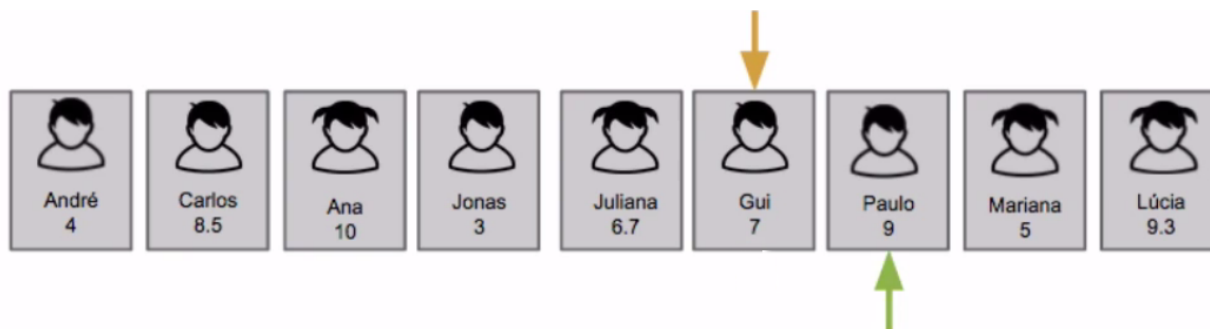 André
4
Carlos
8.5
Ana
10
Jonas
3
Juliana
6.7
Gui
7
Paulo
9
Mariana
5
Lúcia
9.3